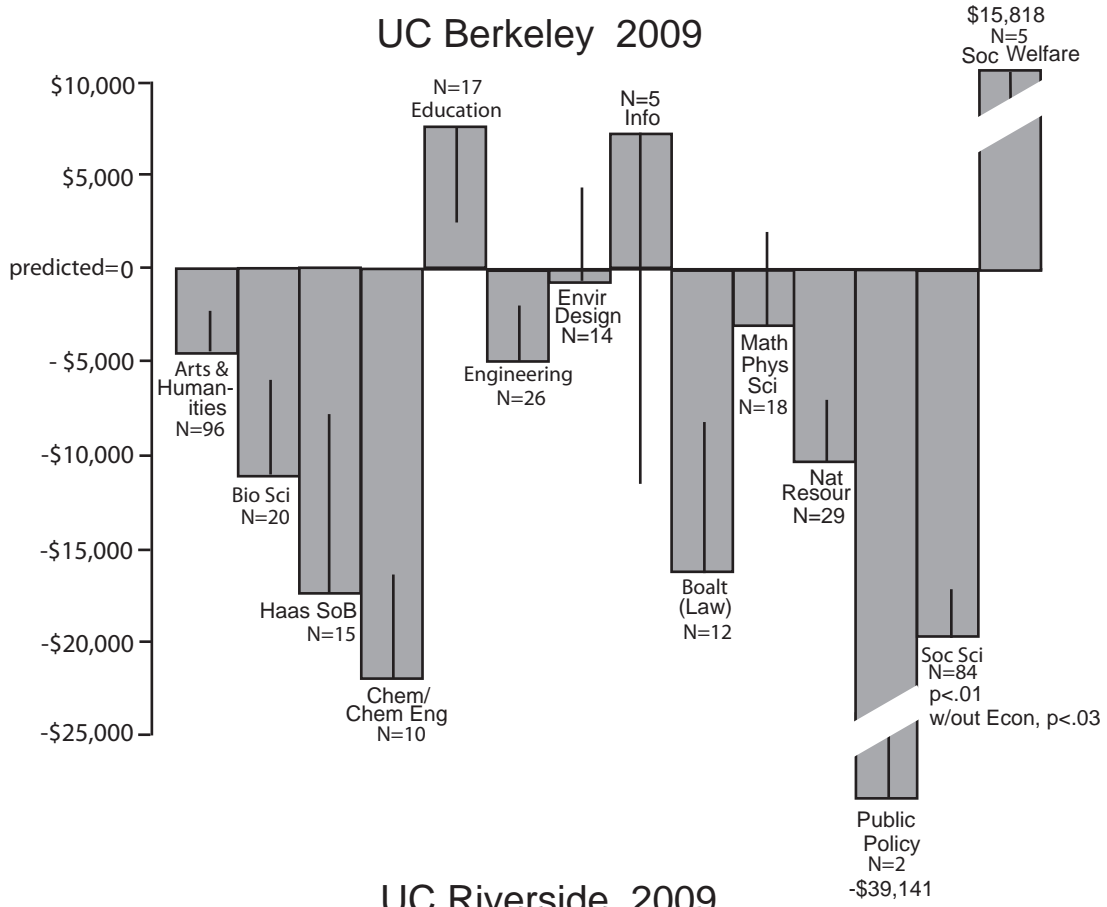 UC Berkeley 2009
$15,818
N=5
Soc Welfare
$10,000
$5,000
predicted=0
- $5,000
-$10,000
-$15,000
-$20,000
-$25,000
Arts &
Human-
ities
N=96
Bio Sci
N=20
Haas SoB
N=15
Chem/
Chem Eng
N=10
N=17
Education
Engineering
N=26
Envir
Design
N=14
N=5
Info
Boalt
(Law)
N=12
Math
Phys
Sci
N=18
Nat
Resour
N=29
Public
Policy
N=2
-$39,141
Soc Sci
N=84
p<.01
w/out Econ, p<.03
UC Riverside 2009